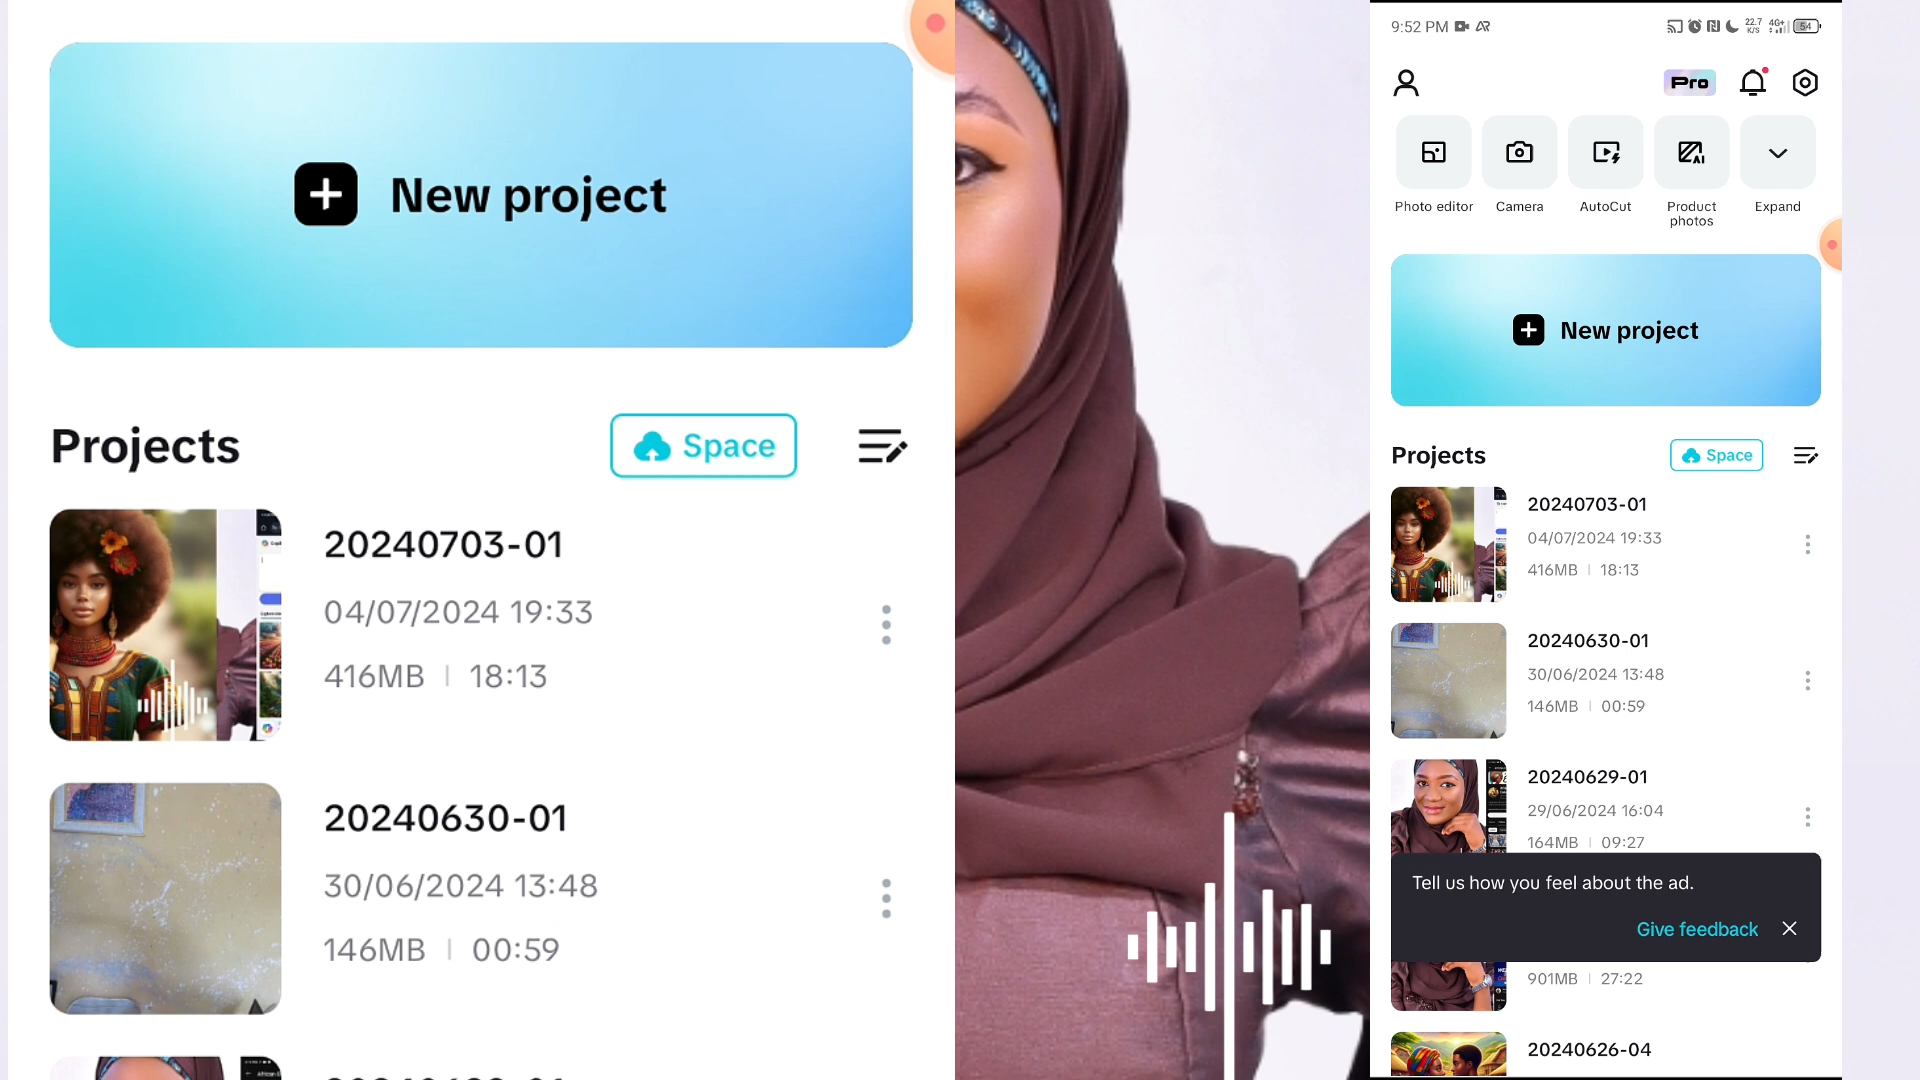 New project
Projects
Space
20240703-01
04/07/2024 19:33
416MB | 18:13
20240630-01
30/06/2024 13:48
146MB | 00:59
9:52 PM
22.7
K/S
4G+
54
Pro
Photo editor
Camera
AutoCut
Product
photos
Expand
New project
Projects
Space
20240703-01
04/07/2024 19:33
416MB | 18:13
20240630-01
30/06/2024 13:48
146MB | 00:59
20240629-01
29/06/2024 16:04
164MB | 09:27
Tell us how you feel about the ad.
Give feedback
901MB | 27:22
20240626-04